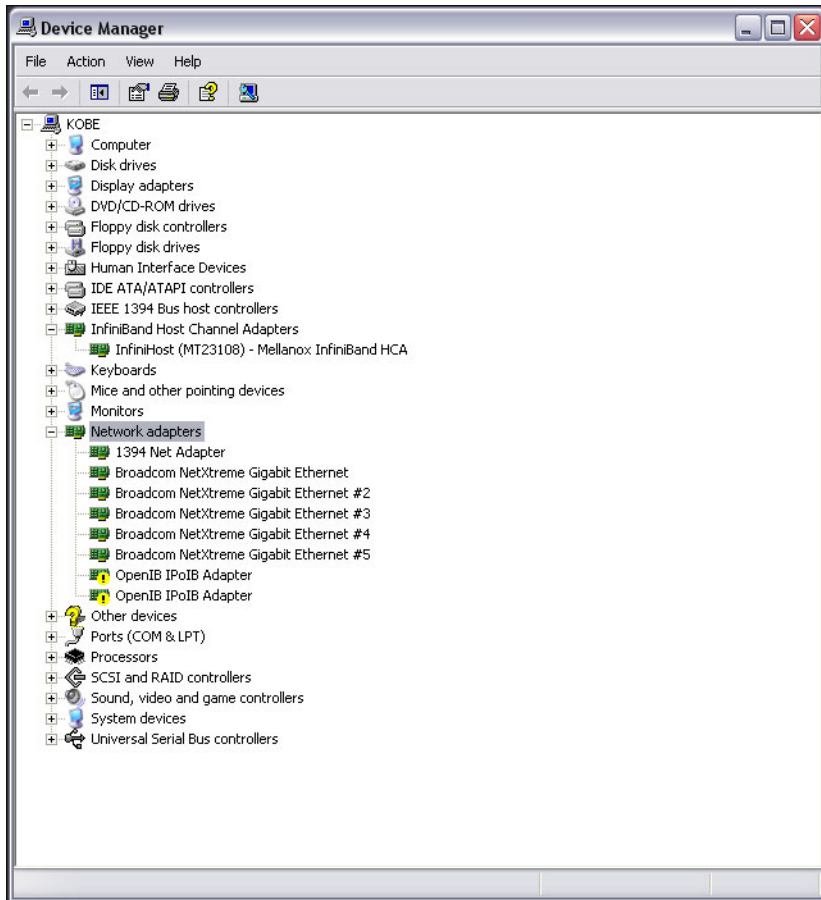 Device Manager
File Action View Help
KOBE
Computer
Disk drives
Display adapters
DVD/CD-ROM drives
Floppy disk controllers
Floppy disk drives
Human Interface Devices
IDE ATA/ATAPI controllers
IEEE 1394 Bus host controllers
InfiniBand Host Channel Adapters
InfiniHost (MT23108) - Mellanox InfiniBand HCA
Keyboards
Mice and other pointing devices
Monitors
Network adapters
1394 Net Adapter
Broadcom NetXtreme Gigabit Ethernet
Broadcom NetXtreme Gigabit Ethernet #2
Broadcom NetXtreme Gigabit Ethernet #3
Broadcom NetXtreme Gigabit Ethernet #4
Broadcom NetXtreme Gigabit Ethernet #5
OpenIB IPoIB Adapter
OpenIB IPoIB Adapter
Other devices
Ports (COM & LPT)
Processors
SCSI and RAID controllers
Sound, video and game controllers
System devices
Universal Serial Bus controllers